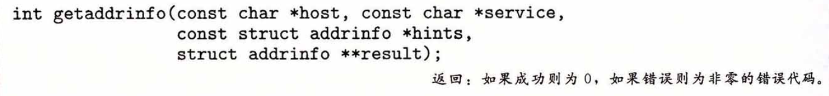 int getaddrinfo(const char *host, const char *service,
const struct addrinfo *hints,
struct addrinfo **result);
返回：如果成功则为 0，如果错误则为非零的错误代码。